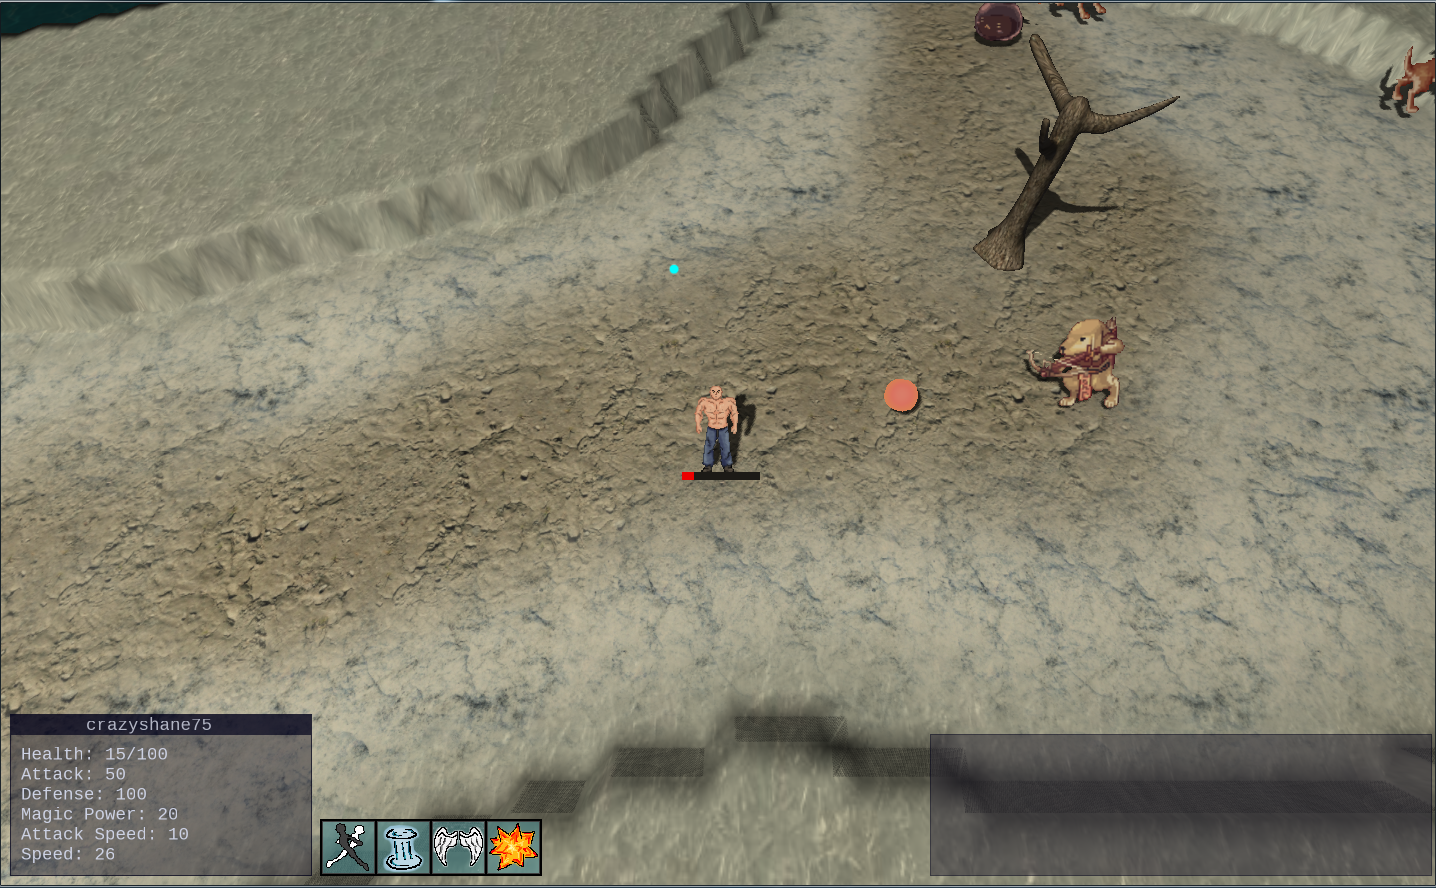 crazyshane75
Health: 15/100
Attack: 50
Defense: 100
Magic Power: 20
Attack Speed: 10
Speed: 26